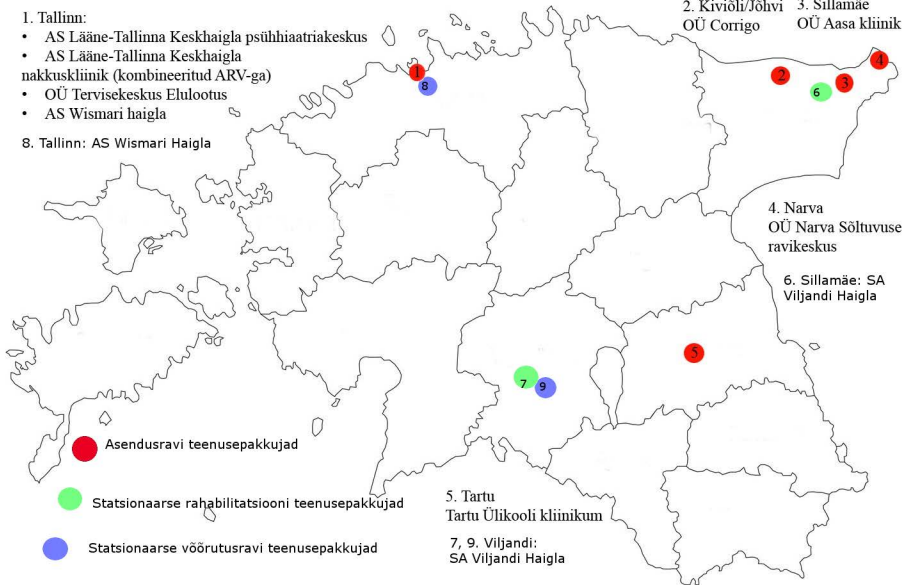 1. Tallinn:
• AS Lääne-Tallinna Keskhaigla psühhiaatriakeskus
• AS Lääne-Tallinna Keskhaigla
nakkuskliinik (kombineeritud ARV-ga)
• OÜ Tervisekeskus Elulootus
• AS Wismari haigla
8. Tallinn: AS Wismari Haigla
2. Kiviõli/Jõhvi
OÜ Corrigo
3. Sillamäe
OÜ Aasa kliinik
1
8
2
6
3
4
4. Narva
OÜ Narva Sõltuvuse
ravikeskus
6. Sillamäe: SA
Viljandi Haigla
5
7
9
Asendusravi teenusepakkujad
Statsionaarse rahabilitatsiooni teenusepakkujad
Statsionaarse võõrutusravi teenusepakkujad
5. Tartu
Tartu Ülikooli kliinikum
7, 9. Viljandi:
SA Viljandi Haigla